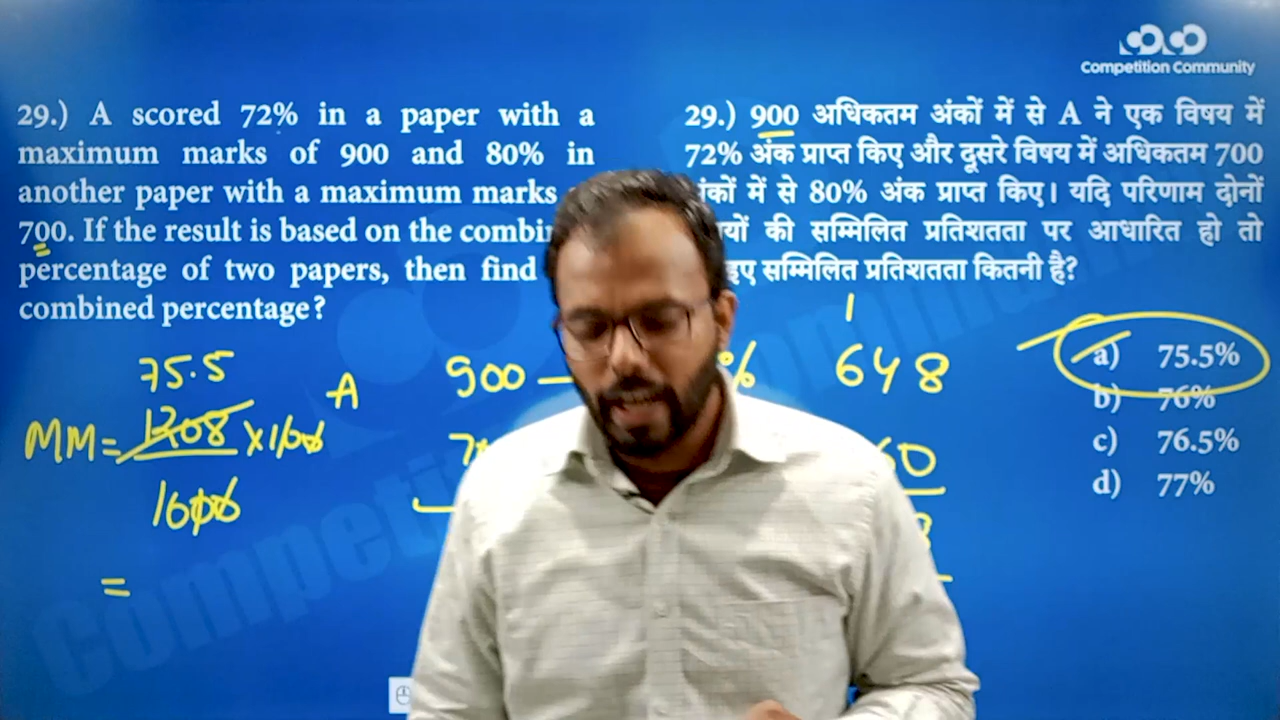 Competition Community
29.) A scored 72% in a paper with a
maximum marks of 900 and 80% in
another paper with a maximum marks
700. If the result is based on the combi
percentage of two papers, then find
combined percentage?
29.) 900 अधिकतम अंकों में से A ने एक विषय में
72% अंक प्राप्त किए और दूसरे विषय में अधिकतम 700
ंकों में से 80% अंक प्राप्त किए। यदि परिणाम दोनों
यों की सम्मिलित प्रतिशतता पर आधारित हो तो
इए सम्मिलित प्रतिशतता कितनी है?
a) 75.5%
b) 76%
c) 76.5%
d) 77%
75.5
MM= 1208 x100
1600
=
A 900 — % 648
60